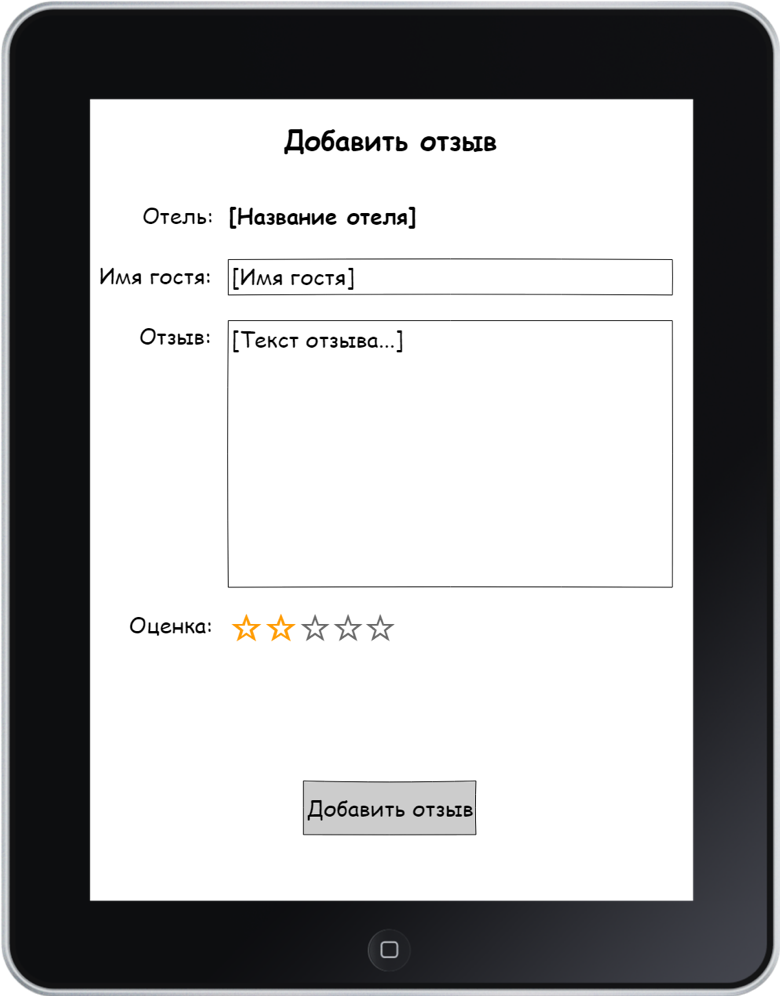 Добавить отзыв
Отель: [Название отеля]
Имя гостя: [Имя гостя]
Отзыв: [Текст отзыва...]
Оценка:
Добавить отзыв